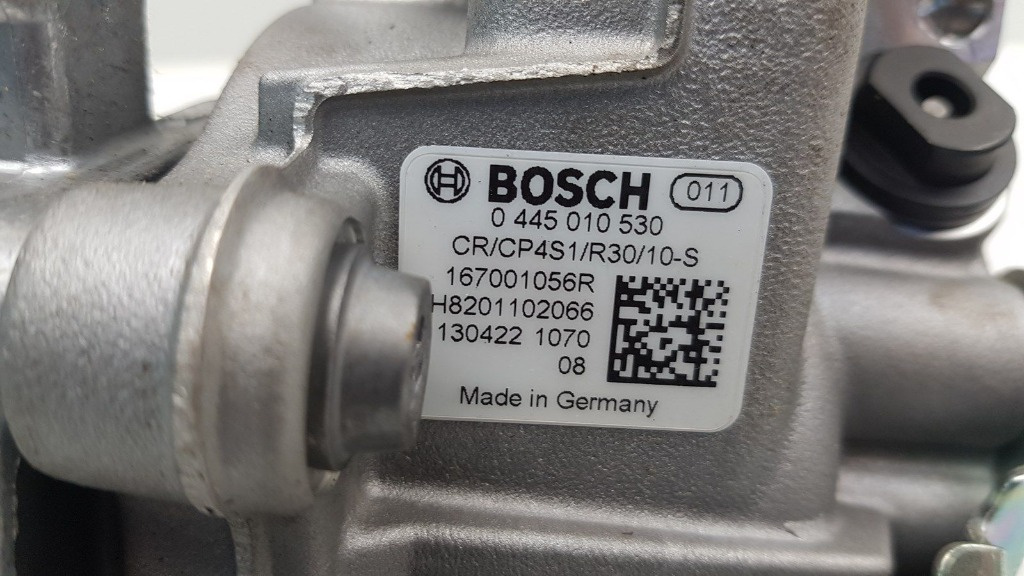 BOSCH 011
0 445 010 530
CR/CP4S1/R30/10-S
167001056R
H8201102066
130422 1070
08
Made in Germany